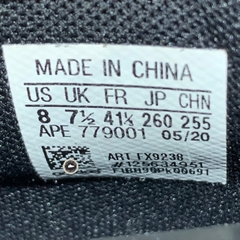 MADE IN CHINA
US UK FR JP CHN
8 7½ 41⅓ 260 255
APE 779001 05/20
ART FX9238
#125634951